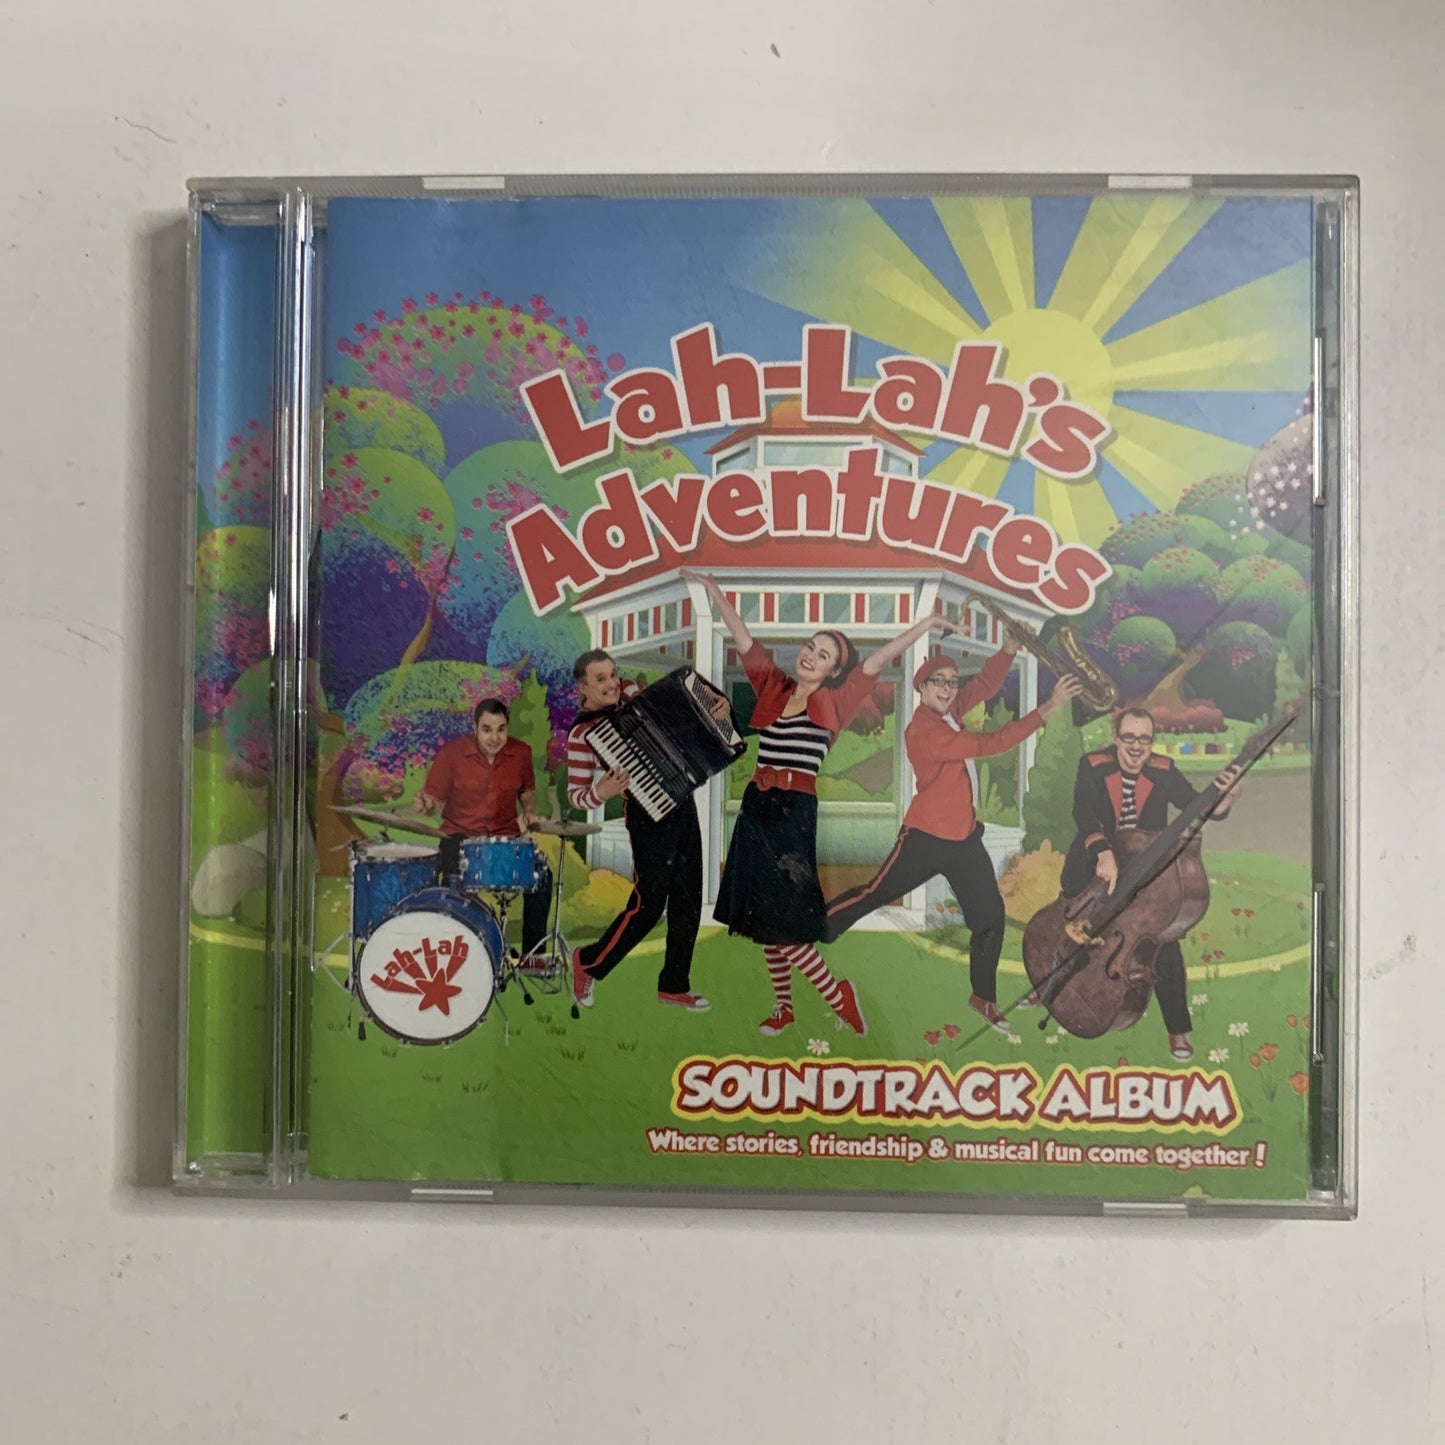 Lah-Lah's
Adventures
Lah-Lah
SOUNDTRACK ALBUM
Where stories, friendship & musical fun come together!